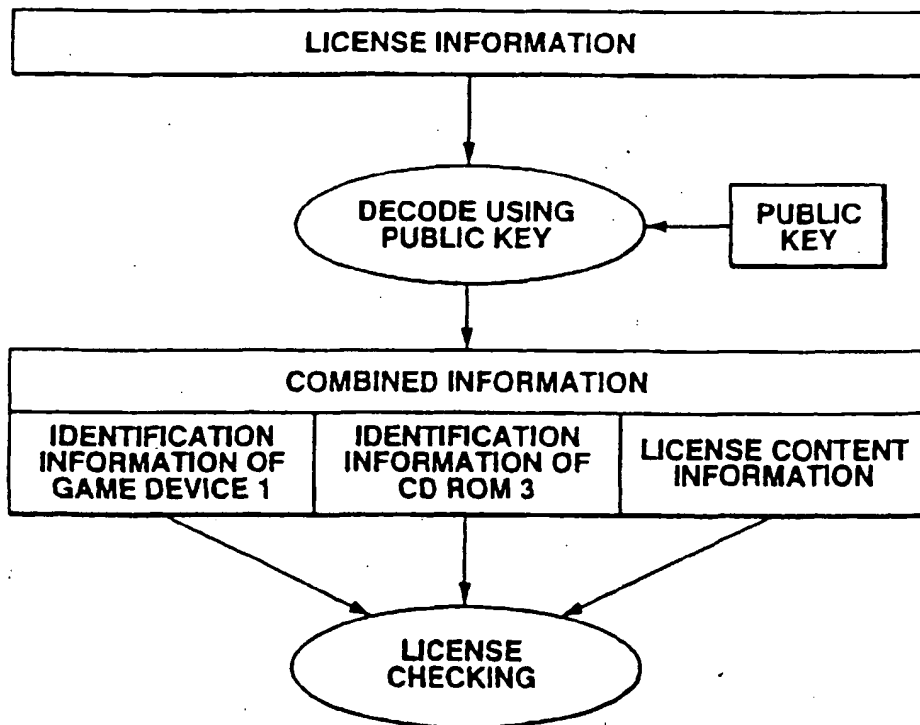 LICENSE INFORMATION
DECODE USING
PUBLIC KEY
PUBLIC
KEY
COMBINED INFORMATION
IDENTIFICATION
INFORMATION OF
GAME DEVICE 1
IDENTIFICATION
INFORMATION OF
CD ROM 3
LICENSE CONTENT
INFORMATION
LICENSE
CHECKING